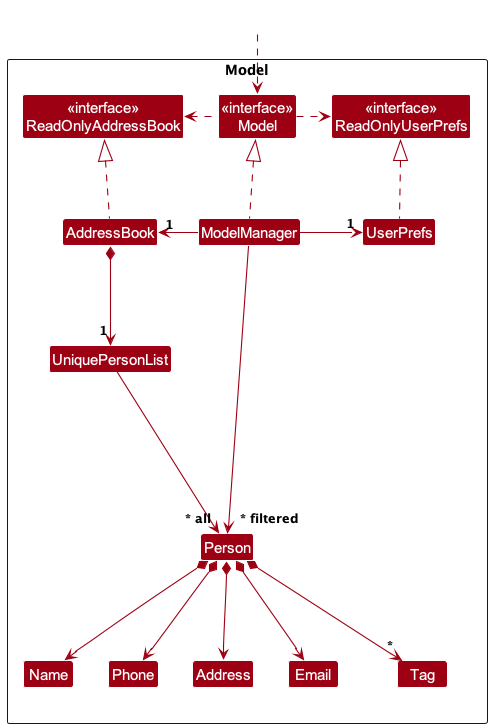 Model
«interface»
ReadOnlyAddressBook
«interface»
Model
«interface»
ReadOnlyUserPrefs
AddressBook
1
ModelManager
1
UserPrefs
1
UniquePersonList
* all
* filtered
Person
*
Name
Phone
Address
Email
Tag